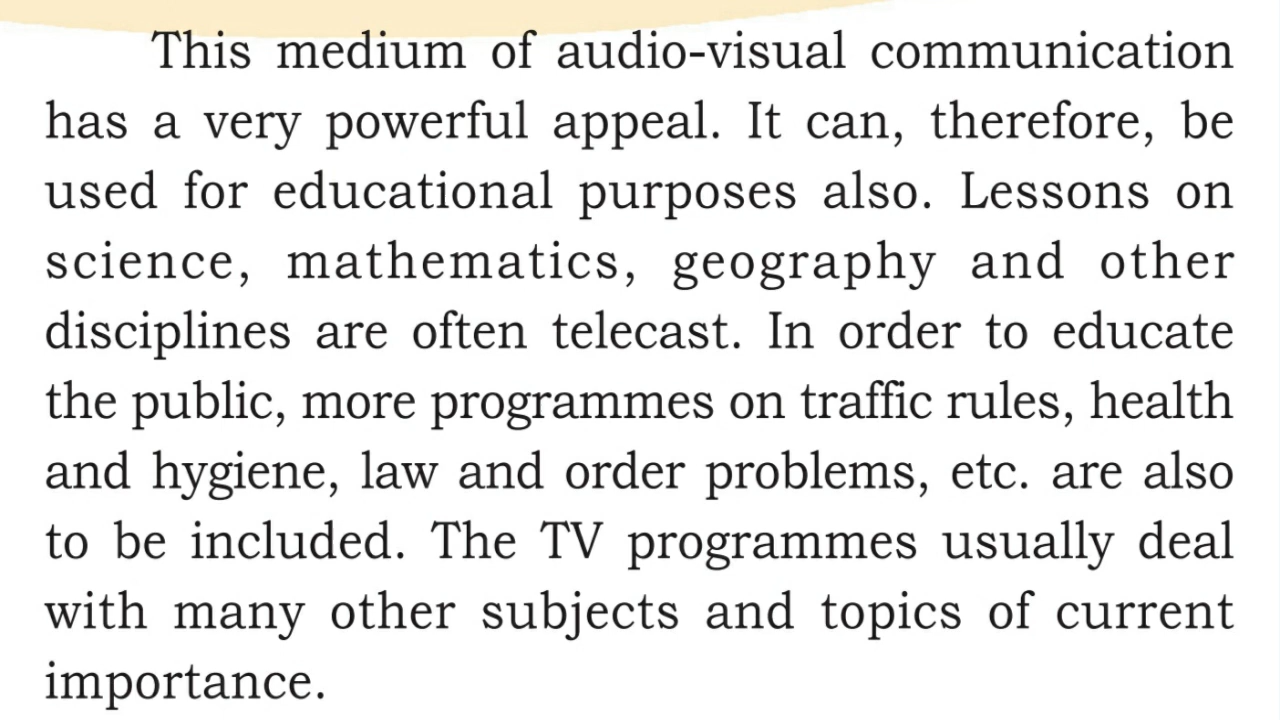 This medium of audio-visual communication
has a very powerful appeal. It can, therefore, be
used for educational purposes also. Lessons on
science, mathematics, geography and other
disciplines are often telecast. In order to educate
the public, more programmes on traffic rules, health
and hygiene, law and order problems, etc. are also
to be included. The TV programmes usually deal
with many other subjects and topics of current
importance.